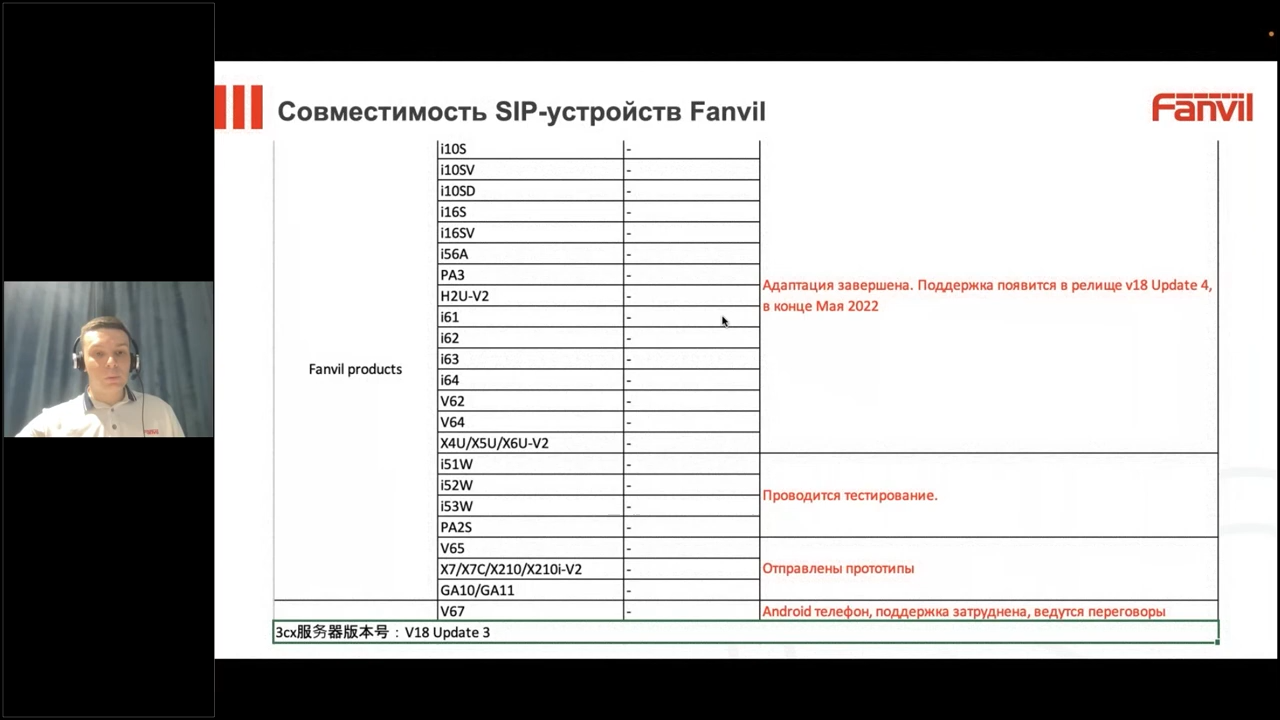 Совместимость SIP-устройств Fanvil
Fanvil
i10S -
i10SV -
i10SD -
i16S -
i16SV -
i56A -
PA3 -
Адаптация завершена. Поддержка появится в релище v18 Update 4,
в конце Мая 2022
H2U-V2 -
i61 -
i62 -
i63 -
Fanvil products
i64 -
V62 -
V64 -
X4U/X5U/X6U-V2 -
i51W -
i52W -
Проводится тестирование.
i53W -
PA2S -
V65 -
X7/X7C/X210/X210i-V2 -
Отправлены прототипы
GA10/GA11 -
V67 - Android телефон, поддержка затруднена, ведутся переговоры
3cx服务器版本号：V18 Update 3